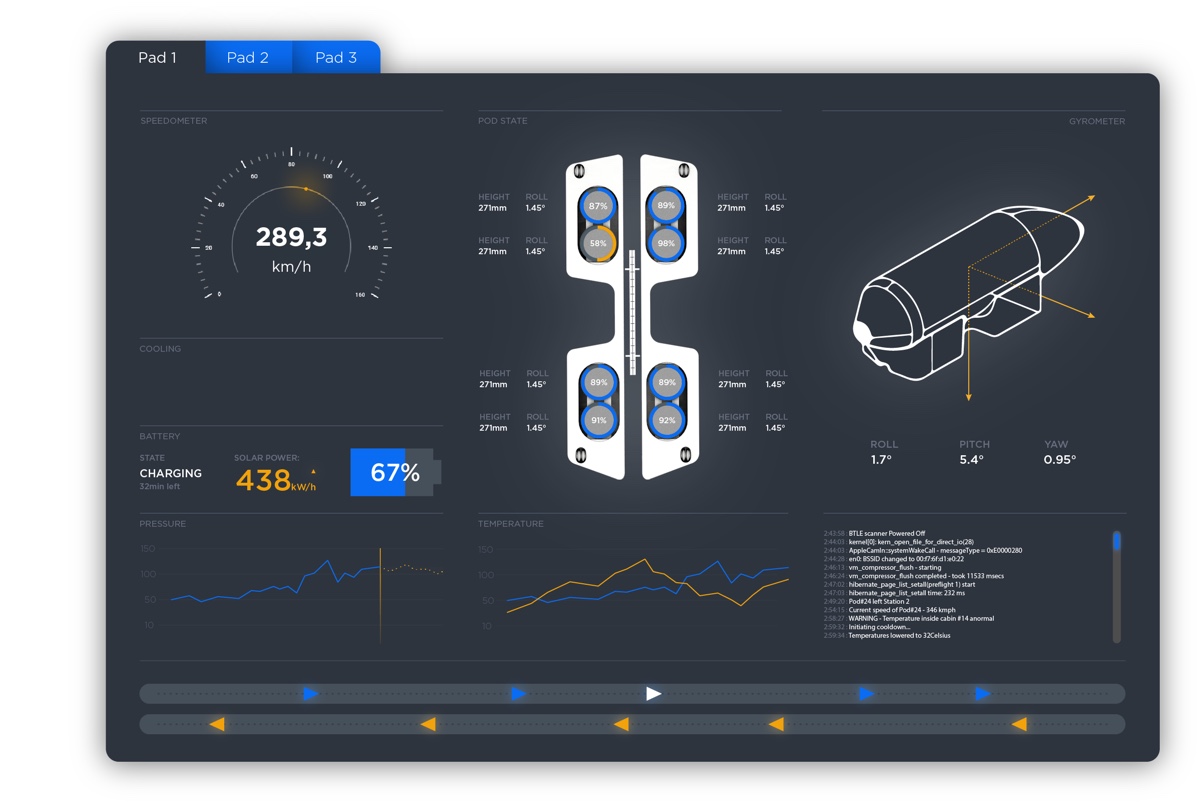 Pad 1 Pad 2 Pad 3
SPEEDOMETER
0
20
40
60
80
100
120
140
160
289,3
km/h
COOLING
BATTERY
STATE
CHARGING
32min left
SOLAR POWER:
438kW/h
67%
POD STATE
HEIGHT ROLL
271mm 1.45°
HEIGHT ROLL
271mm 1.45°
87% 89%
58% 98%
HEIGHT ROLL
271mm 1.45°
HEIGHT ROLL
271mm 1.45°
HEIGHT ROLL
271mm 1.45°
HEIGHT ROLL
271mm 1.45°
89% 89%
91% 92%
HEIGHT ROLL
271mm 1.45°
HEIGHT ROLL
271mm 1.45°
GYROMETER
ROLL PITCH YAW
1.7° 5.4° 0.95°
PRESSURE
150
100
50
10
TEMPERATURE
150
100
50
10
2:43:58 BTLE scanner Powered Off
2:44:03 kernel[0]: kern_open_file_for_direct_io(28)
2:44:03 AppleCamIn::systemWakeCall - messageType = 0xE0000280
2:44:28 en0: BSSID changed to 00:f7:6f:d1:e0:22
2:46:13 vm_compressor_flush - starting
2:46:24 vm_compressor_flush completed - took 11533 msecs
2:47:02 hibernate_page_list_setall(preflight 1) start
2:47:03 hibernate_page_list_setall time: 232 ms
2:49:20 Pod#24 left Station 2
2:54:15 Current speed of Pod#24 - 346 kmph
2:58:27 WARNING - Temperature inside cabin #14 anormal
2:59:32 Initiating cooldown...
2:59:34 Temperatures lowered to 32Celsius